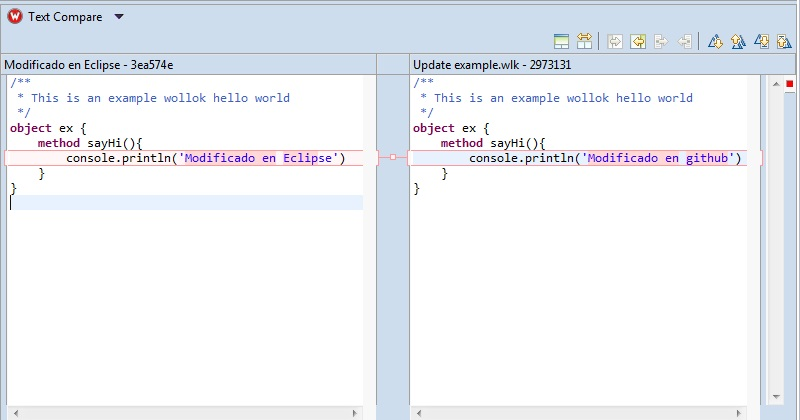 W Text Compare
Modificado en Eclipse - 3ea574e
/**
 * This is an example wollok hello world
 */
object ex {
    method sayHi(){
        console.println('Modificado en Eclipse')
    }
}
Update example.wlk - 2973131
/**
 * This is an example wollok hello world
 */
object ex {
    method sayHi(){
        console.println('Modificado en github')
    }
}